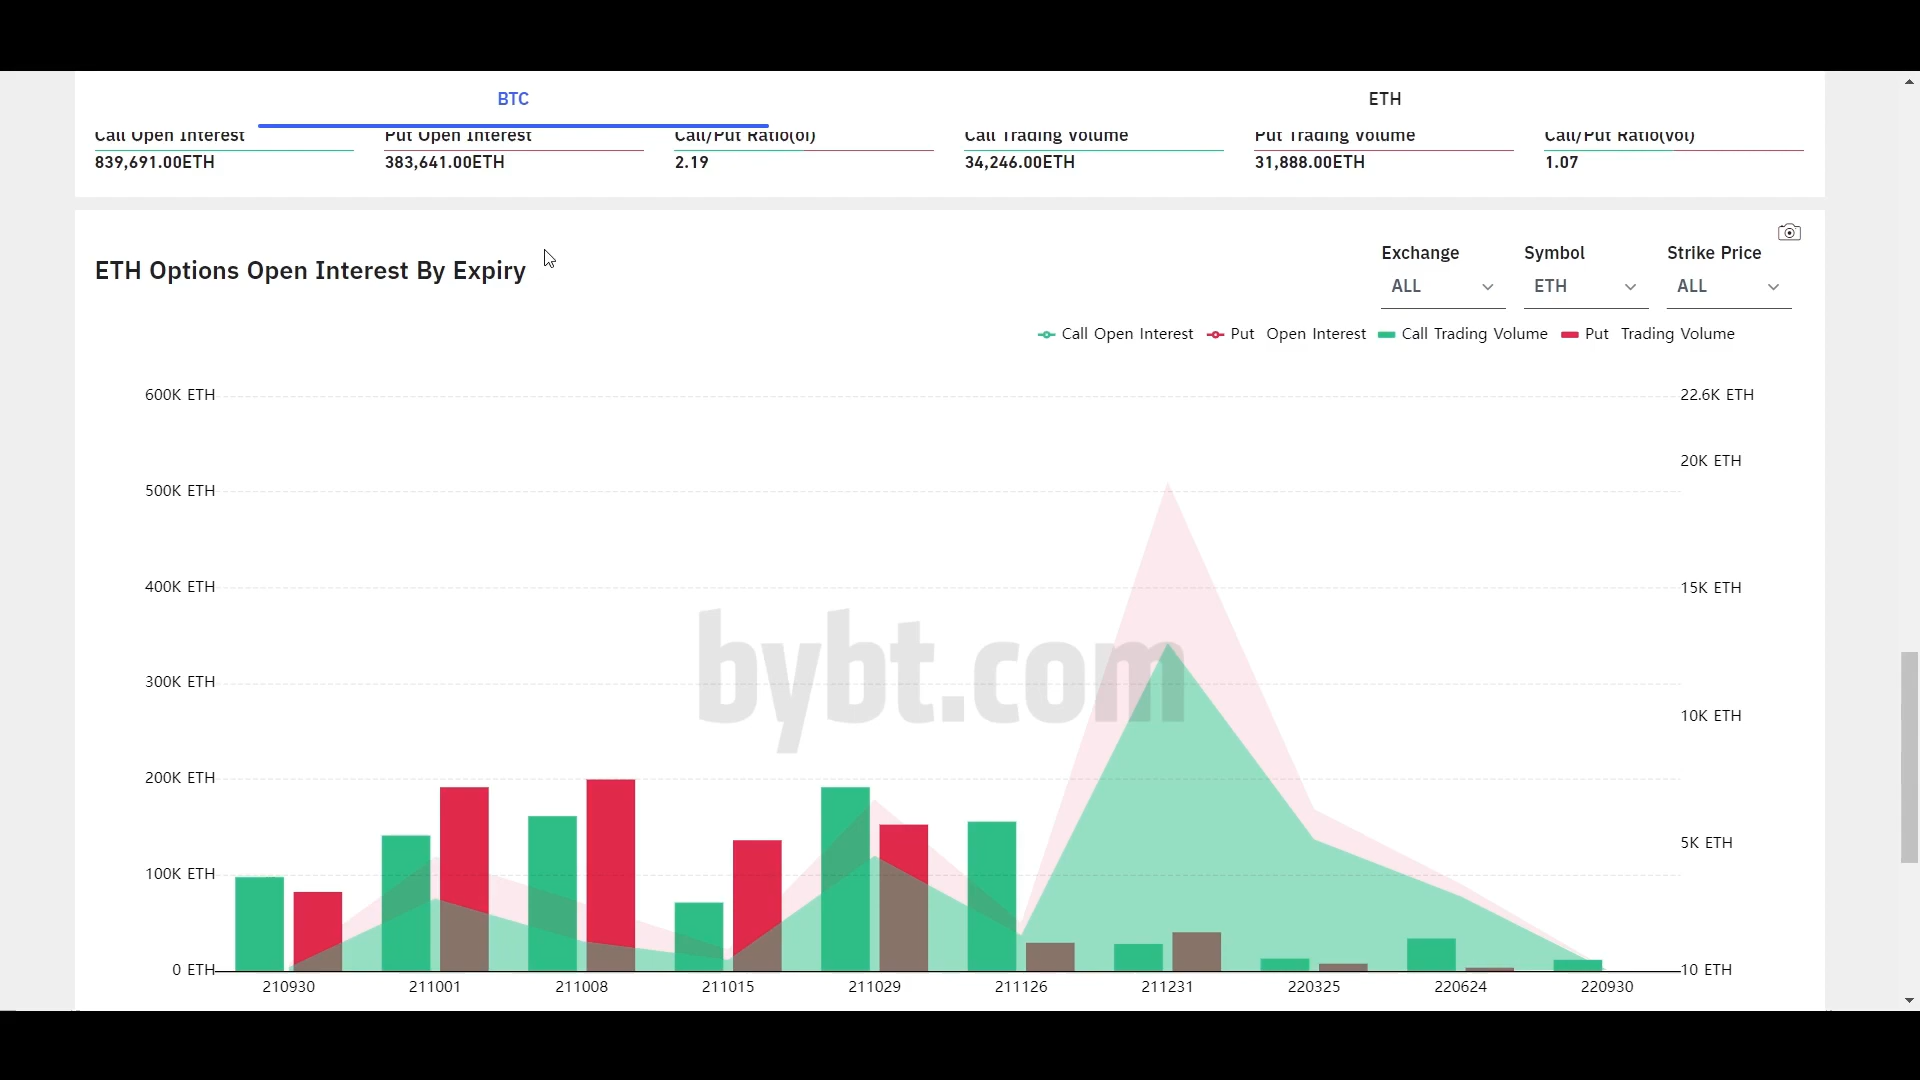 BTC ETH
Call Open Interest Put Open Interest Call/Put Ratio(oi) Call Trading Volume Put Trading Volume Call/Put Ratio(vol)
839,691.00ETH 383,641.00ETH 2.19 34,246.00ETH 31,888.00ETH 1.07
ETH Options Open Interest By Expiry
Exchange Symbol Strike Price
ALL ETH ALL
Call Open Interest Put Open Interest Call Trading Volume Put Trading Volume
600K ETH 22.6K ETH
20K ETH
500K ETH
400K ETH 15K ETH
bybt.com
300K ETH
10K ETH
200K ETH
5K ETH
100K ETH
0 ETH 10 ETH
210930 211001 211008 211015 211029 211126 211231 220325 220624 220930